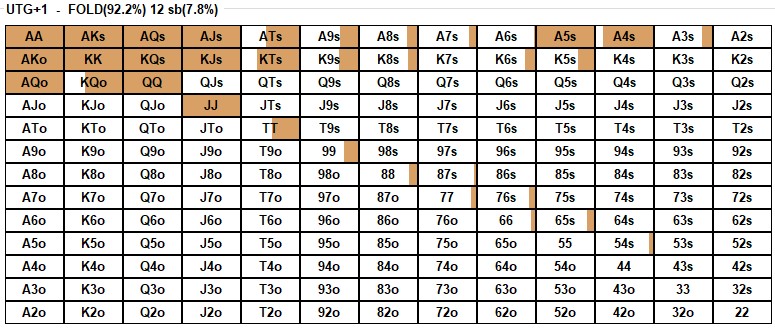 UTG+1 - FOLD(92.2%) 12 sb(7.8%)
AA AKs AQs AJs ATs A9s A8s A7s A6s A5s A4s A3s A2s
AKo KK KQs KJs KTs K9s K8s K7s K6s K5s K4s K3s K2s
AQo KQo QQ QJs QTs Q9s Q8s Q7s Q6s Q5s Q4s Q3s Q2s
AJo KJo QJo JJ JTs J9s J8s J7s J6s J5s J4s J3s J2s
ATo KTo QTo JTo TT T9s T8s T7s T6s T5s T4s T3s T2s
A9o K9o Q9o J9o T9o 99 98s 97s 96s 95s 94s 93s 92s
A8o K8o Q8o J8o T8o 98o 88 87s 86s 85s 84s 83s 82s
A7o K7o Q7o J7o T7o 97o 87o 77 76s 75s 74s 73s 72s
A6o K6o Q6o J6o T6o 96o 86o 76o 66 65s 64s 63s 62s
A5o K5o Q5o J5o T5o 95o 85o 75o 65o 55 54s 53s 52s
A4o K4o Q4o J4o T4o 94o 84o 74o 64o 54o 44 43s 42s
A3o K3o Q3o J3o T3o 93o 83o 73o 63o 53o 43o 33 32s
A2o K2o Q2o J2o T2o 92o 82o 72o 62o 52o 42o 32o 22